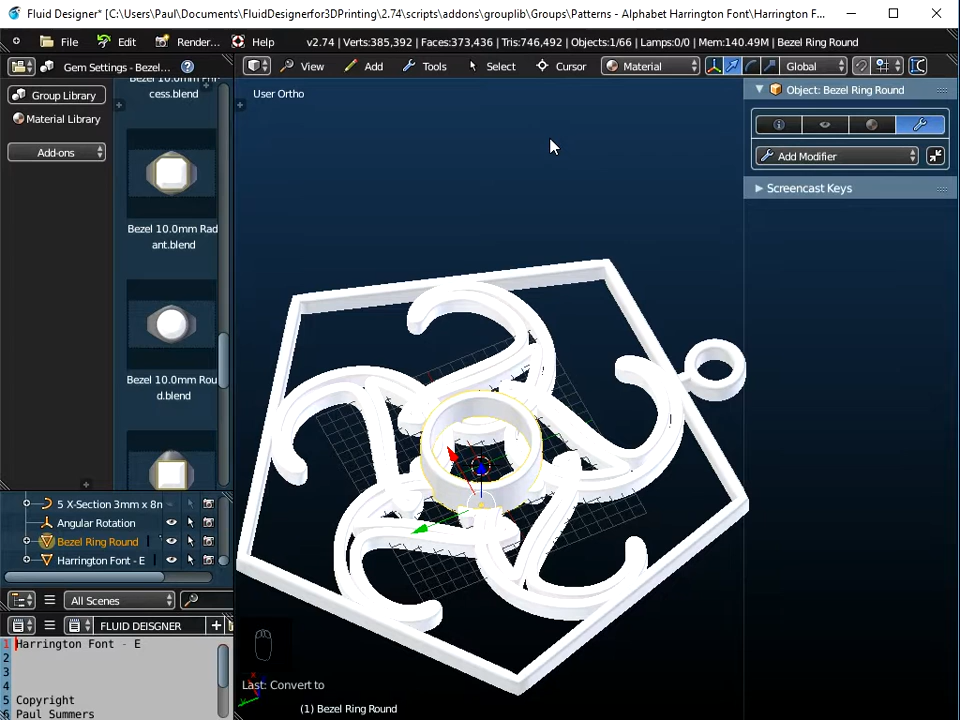 Fluid Designer* [C:\Users\Paul\Documents\FluidDesignerfor3DPrinting\2.74\scripts\addons\grouplib\Groups\Patterns - Alphabet Harrington Font\Harrington F...
File Edit Render... Help v2.74 | Verts:385,392 | Faces:373,436 | Tris:746,492 | Objects:1/66 | Lamps:0/0 | Mem:140.49M | Bezel Ring Round
Gem Settings - Bezel... View Add Tools Select Cursor Material Global
Group Library
Material Library
Add-ons
cess.blend
Bezel 10.0mm Rad
ant.blend
Bezel 10.0mm Rou
d.blend
User Ortho
Object: Bezel Ring Round
Add Modifier
Screencast Keys
5 X-Section 3mm x 8n
Angular Rotation
Bezel Ring Round
Harrington Font - E
All Scenes
FLUID DEISGNER
1 Harrington Font - E
2
3
4
5 Copyright
6 Paul Summers
Last: Convert to
(1) Bezel Ring Round